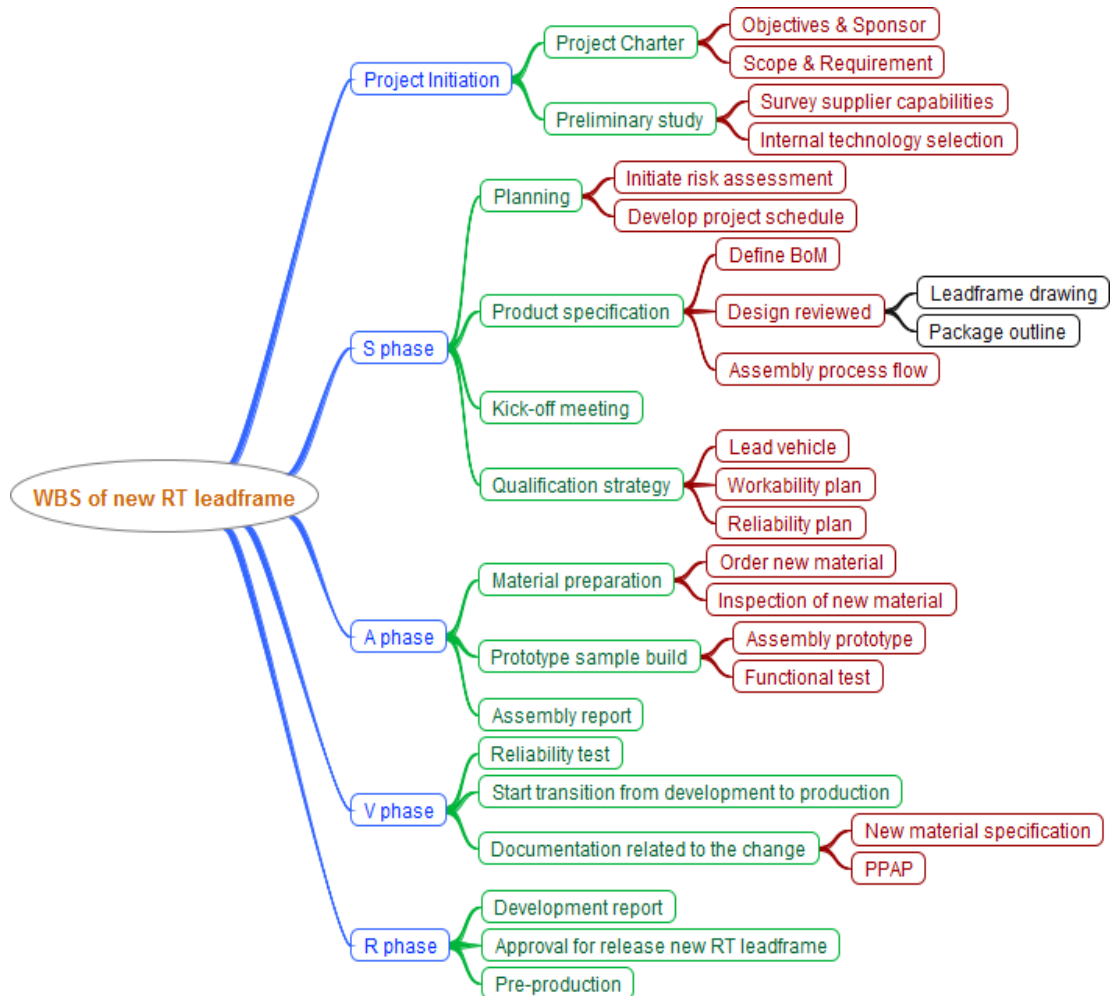 WBS of new RT leadframe
Project Initiation
Project Charter
Objectives & Sponsor
Scope & Requirement
Preliminary study
Survey supplier capabilities
Internal technology selection
S phase
Planning
Initiate risk assessment
Develop project schedule
Product specification
Define BoM
Design reviewed
Leadframe drawing
Package outline
Assembly process flow
Kick-off meeting
Qualification strategy
Lead vehicle
Workability plan
Reliability plan
A phase
Material preparation
Order new material
Inspection of new material
Prototype sample build
Assembly prototype
Functional test
Assembly report
V phase
Reliability test
Start transition from development to production
Documentation related to the change
New material specification
PPAP
R phase
Development report
Approval for release new RT leadframe
Pre-production